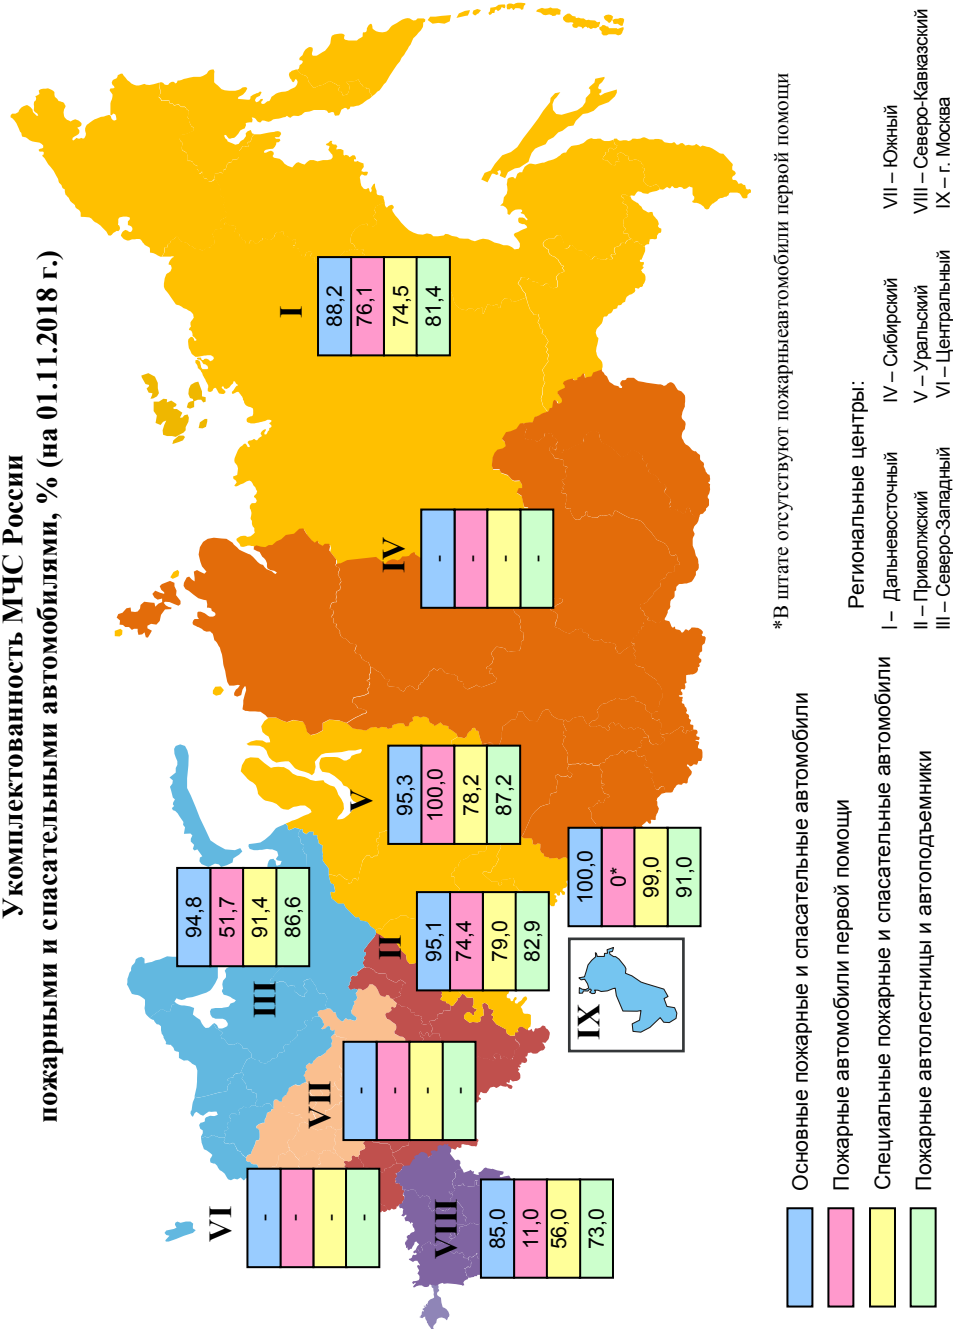 Укомплектованность МЧС России
пожарными и спасательными автомобилями, % (на 01.11.2018 г.)
I
88,2
76,1
74,5
81,4
IV
-
-
-
-
V
95,3
100,0
78,2
87,2
III
94,8
51,7
91,4
86,6
II
95,1
74,4
79,0
82,9
IX
100,0
0*
99,0
91,0
VII
-
-
-
-
VI
-
-
-
-
VIII
85,0
11,0
56,0
73,0
*В штате отсутствуют пожарныеавтомобили первой помощи
Основные пожарные и спасательные автомобили
Пожарные автомобили первой помощи
Специальные пожарные и спасательные автомобили
Пожарные автолестницы и автоподъемники
Региональные центры:
I – Дальневосточный
II – Приволжский
III – Северо-Западный
IV – Сибирский
V – Уральский
VI – Центральный
VII – Южный
VIII – Северо-Кавказский
IX – г. Москва